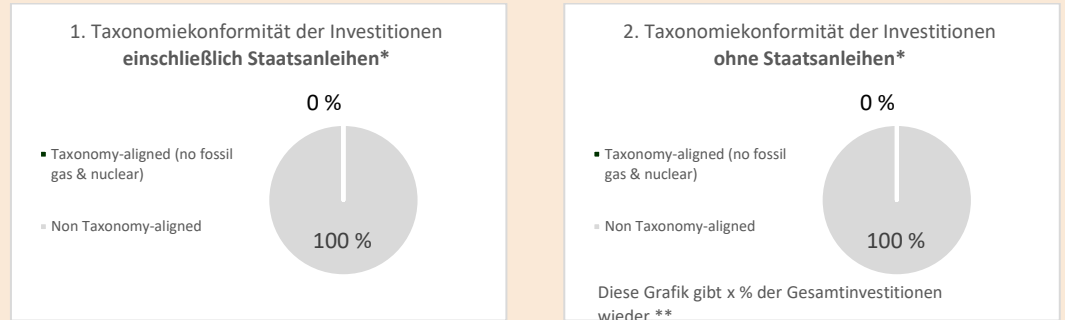 1. Taxonomiekonformität der Investitionen
einschließlich Staatsanleihen*
0 %
Taxonomy-aligned (no fossil
gas & nuclear)
Non Taxonomy-aligned
100 %
2. Taxonomiekonformität der Investitionen
ohne Staatsanleihen*
0 %
Taxonomy-aligned (no fossil
gas & nuclear)
Non Taxonomy-aligned
100 %
Diese Grafik gibt x % der Gesamtinvestitionen
wieder **